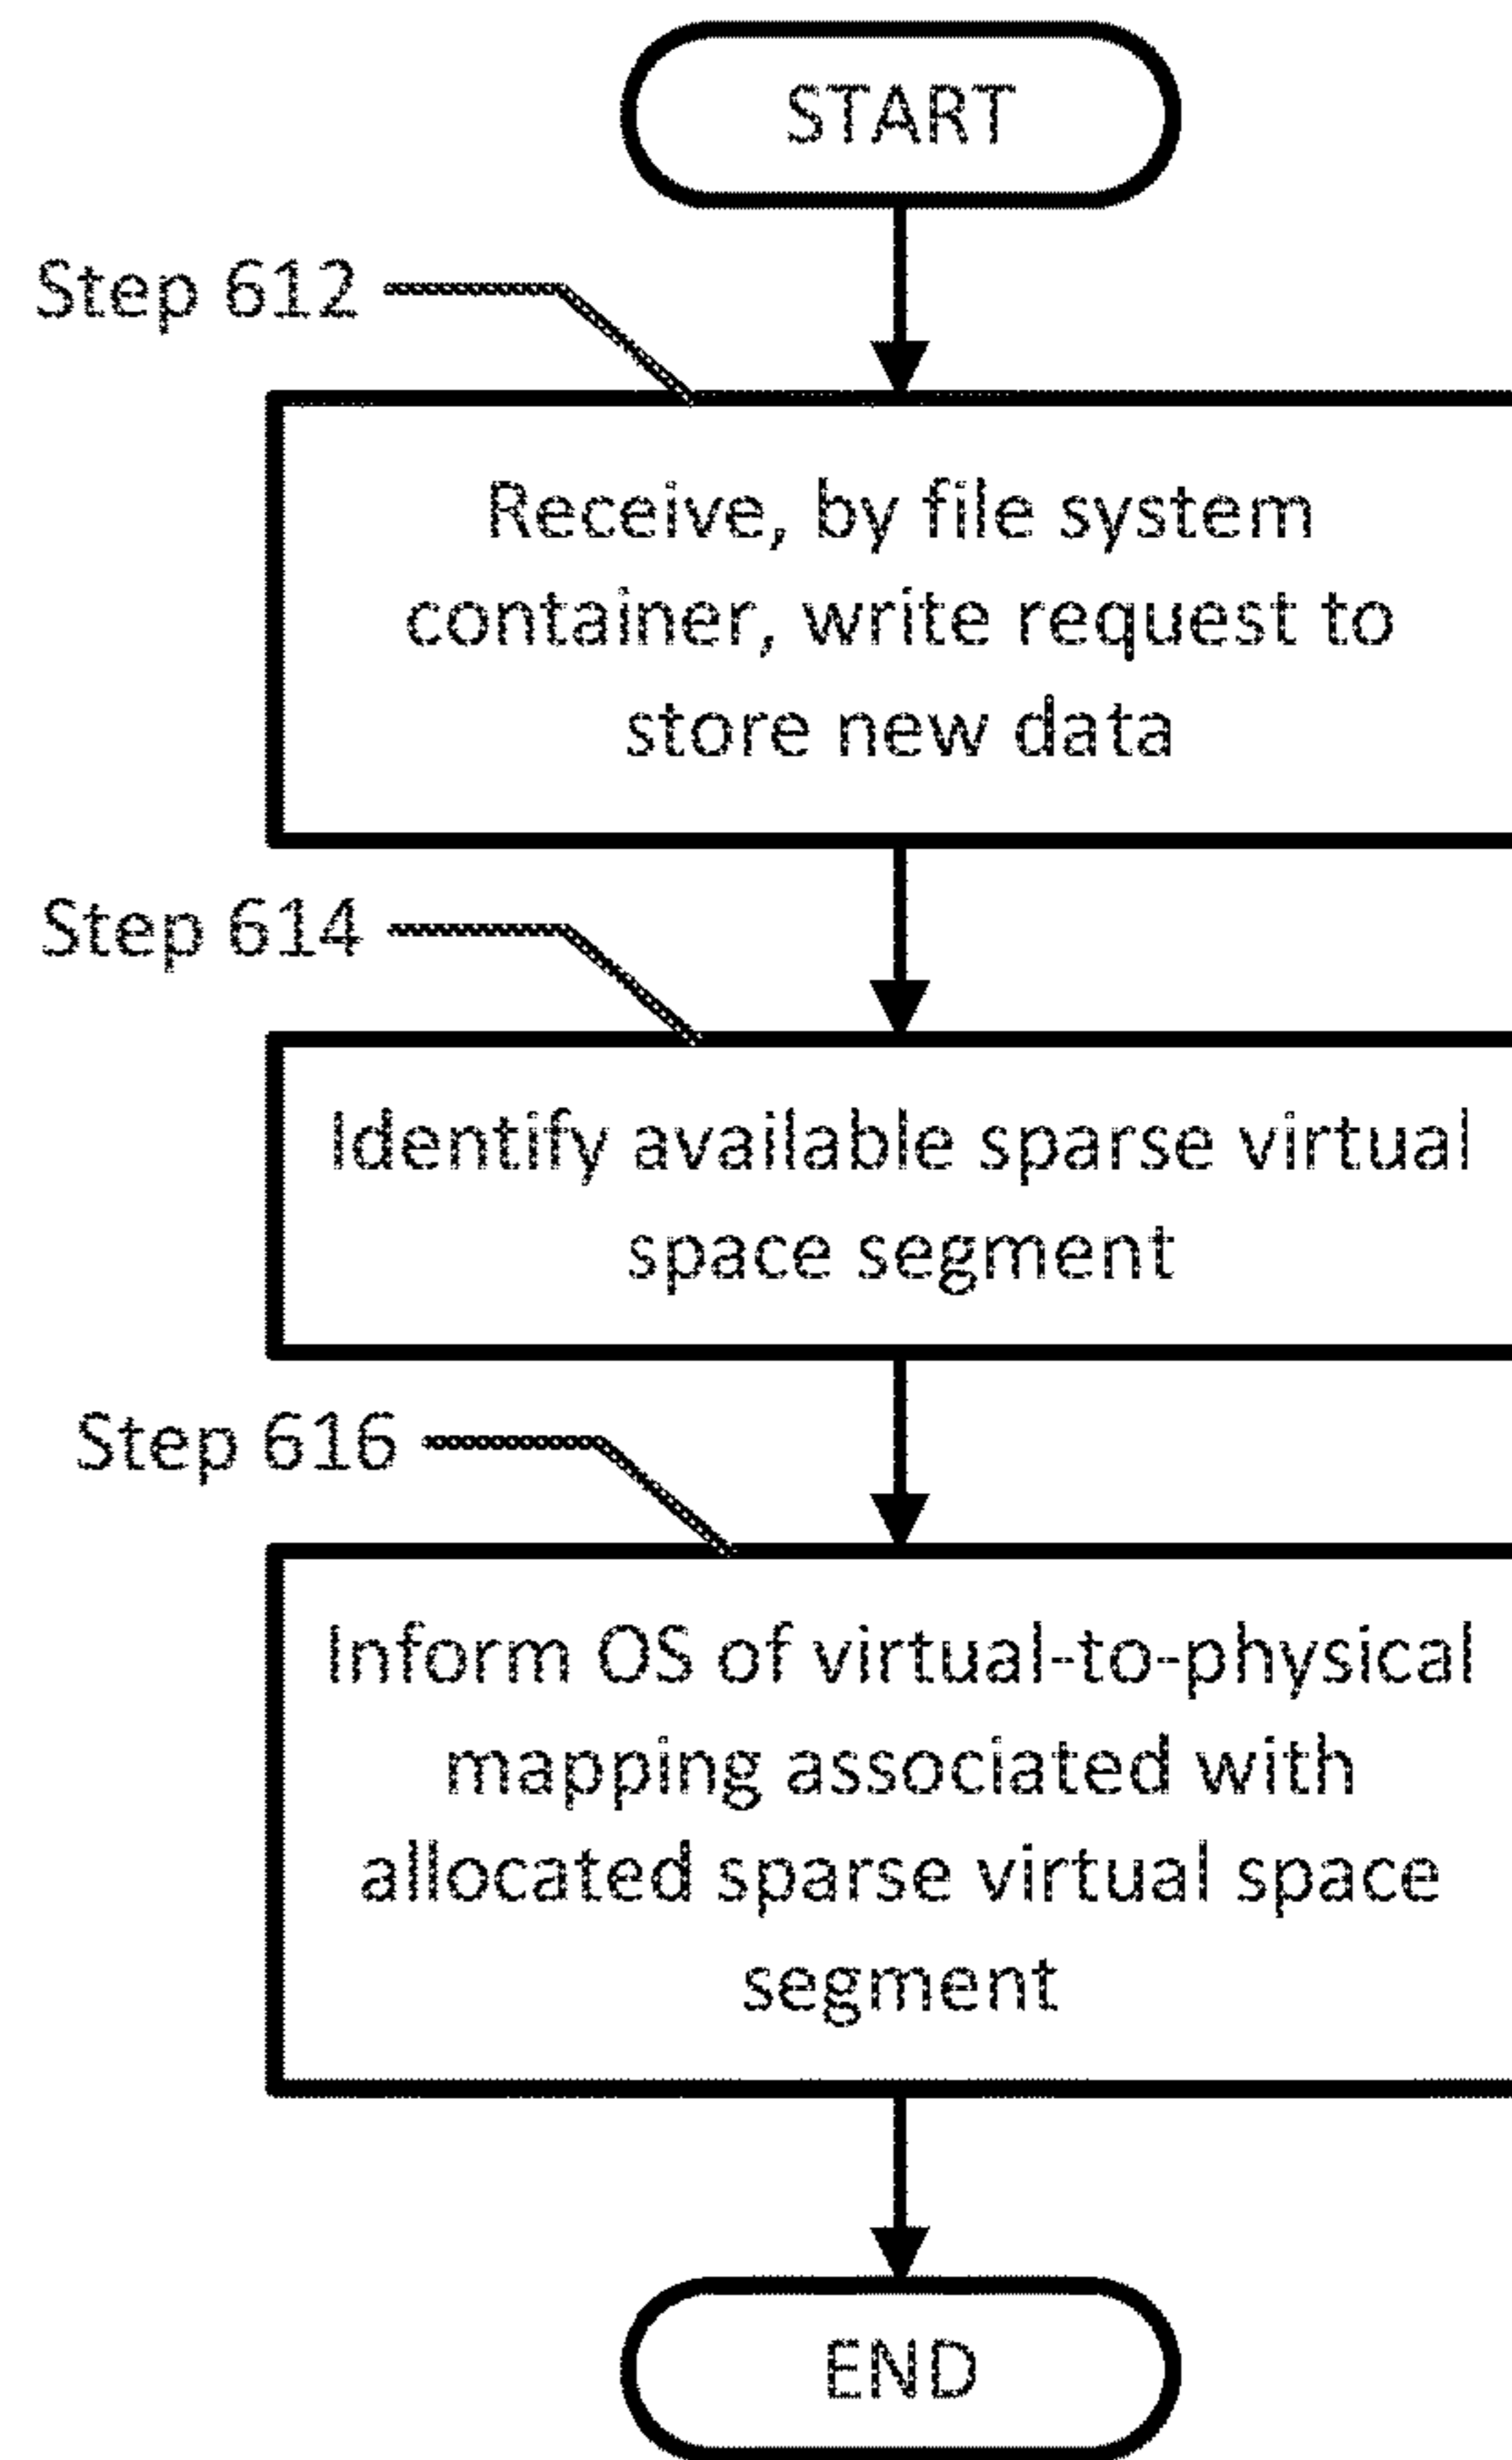 START
Step 612
Receive, by file system
container, write request to
store new data
Step 614
Identify available sparse virtual
space segment
Step 616
Inform OS of virtual-to-physical
mapping associated with
allocated sparse virtual space
segment
END